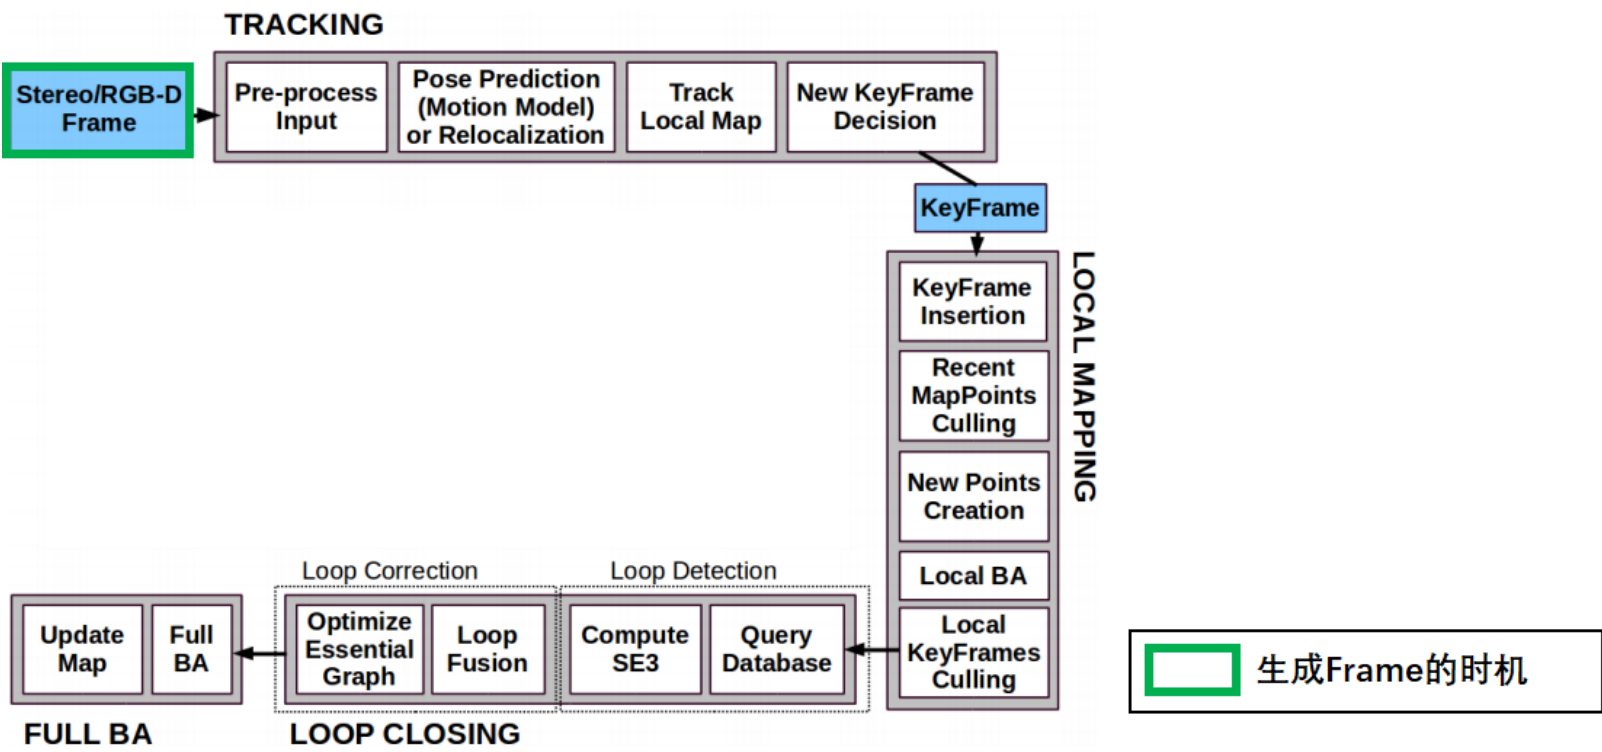 TRACKING
Stereo/RGB-D
Frame
Pre-process
Input
Pose Prediction
(Motion Model)
or Relocalization
Track
Local Map
New KeyFrame
Decision
KeyFrame
LOCAL MAPPING
KeyFrame
Insertion
Recent
MapPoints
Culling
New Points
Creation
Local BA
Local
KeyFrames
Culling
Loop Correction
Loop Detection
Update
Map
Full
BA
Optimize
Essential
Graph
Loop
Fusion
Compute
SE3
Query
Database
FULL BA
LOOP CLOSING
生成Frame的时机